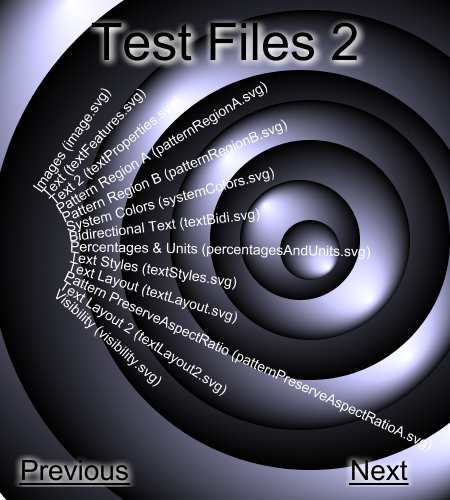 Test Files 2
Images (image.svg)
Text (textFeatures.svg)
Text 2 (textProperties.svg)
Pattern Region A (patternRegionA.svg)
Pattern Region B (patternRegionB.svg)
System Colors (systemColors.svg)
Bidirectional Text (textBidi.svg)
Percentages & Units (percentagesAndUnits.svg)
Text Styles (textStyles.svg)
Text Layout (textLayout.svg)
Pattern PreserveAspectRatio (patternPreserveAspectRatioA.svg)
Text Layout 2 (textLayout2.svg)
Visibility (visibility.svg)
Previous
Next